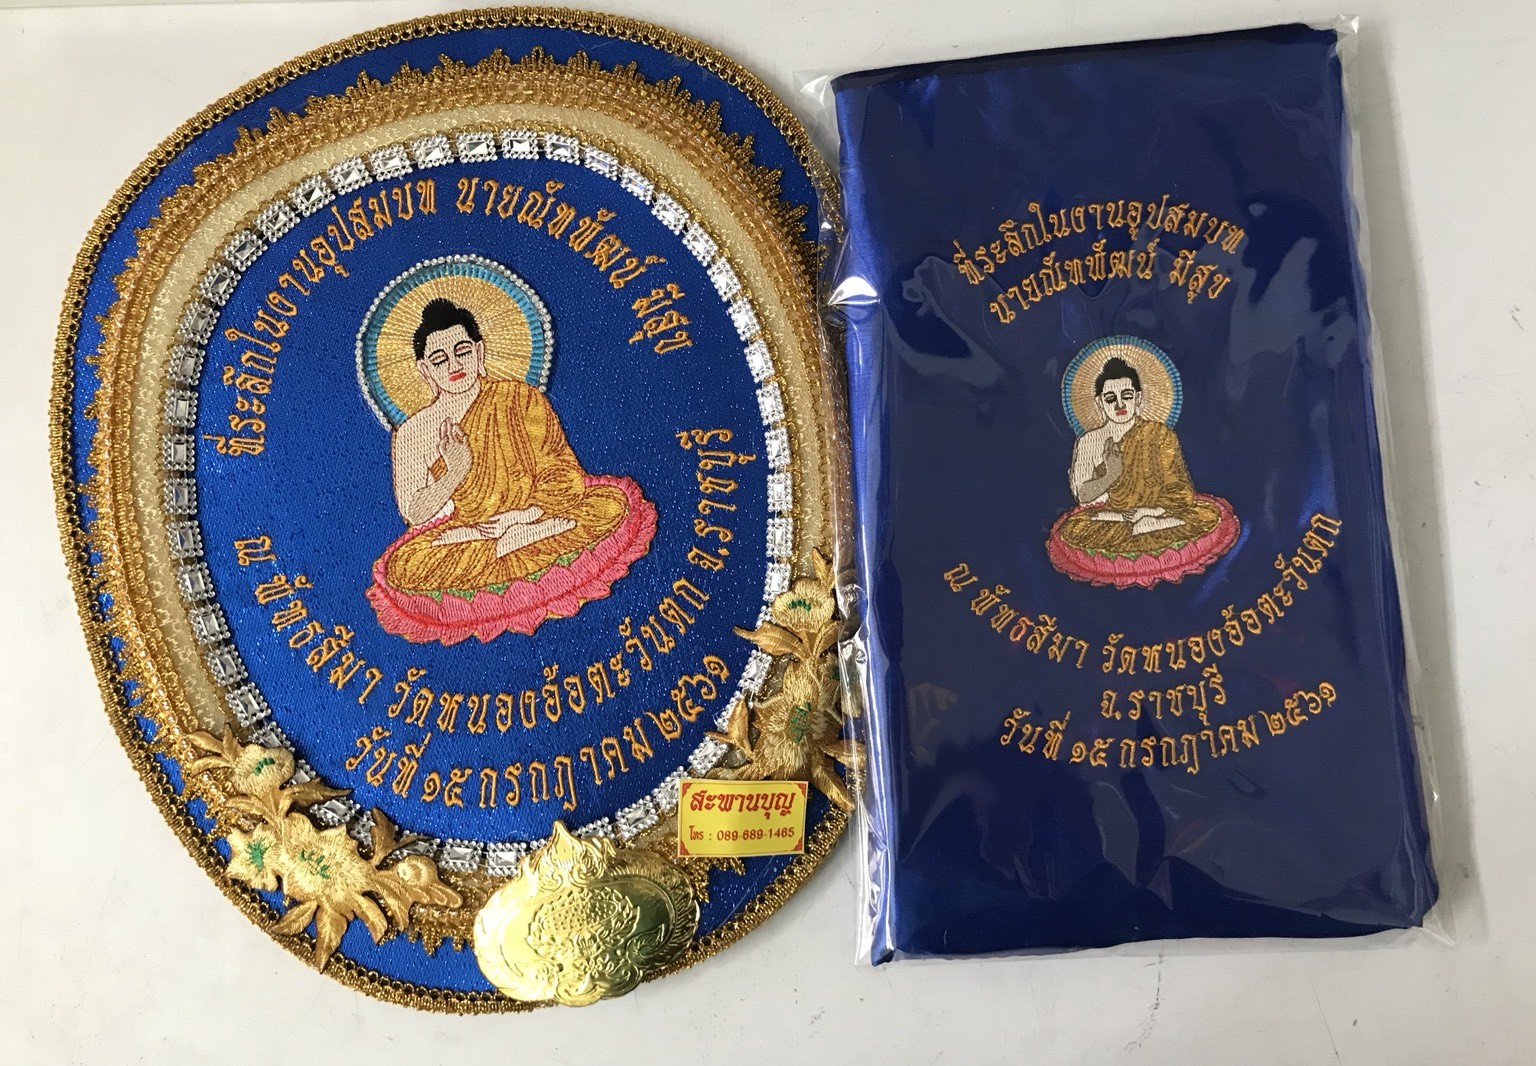 ที่ระลึกในงานอุปสมบท นายณัทพัฒน์ มีสุข
ณ พัทธสีมา วัดหนองอ้อตะวันตก จ.ราชบุรี
วันที่ ๑๕ กรกฎาคม ๒๕๖๑
สะพานบุญ
โทร : 089-689-1465
ที่ระลึกในงานอุปสมบท
นายณัทพัฒน์ มีสุข
ณ พัทธสีมา วัดหนองอ้อตะวันตก
จ.ราชบุรี
วันที่ ๑๕ กรกฎาคม ๒๕๖๑